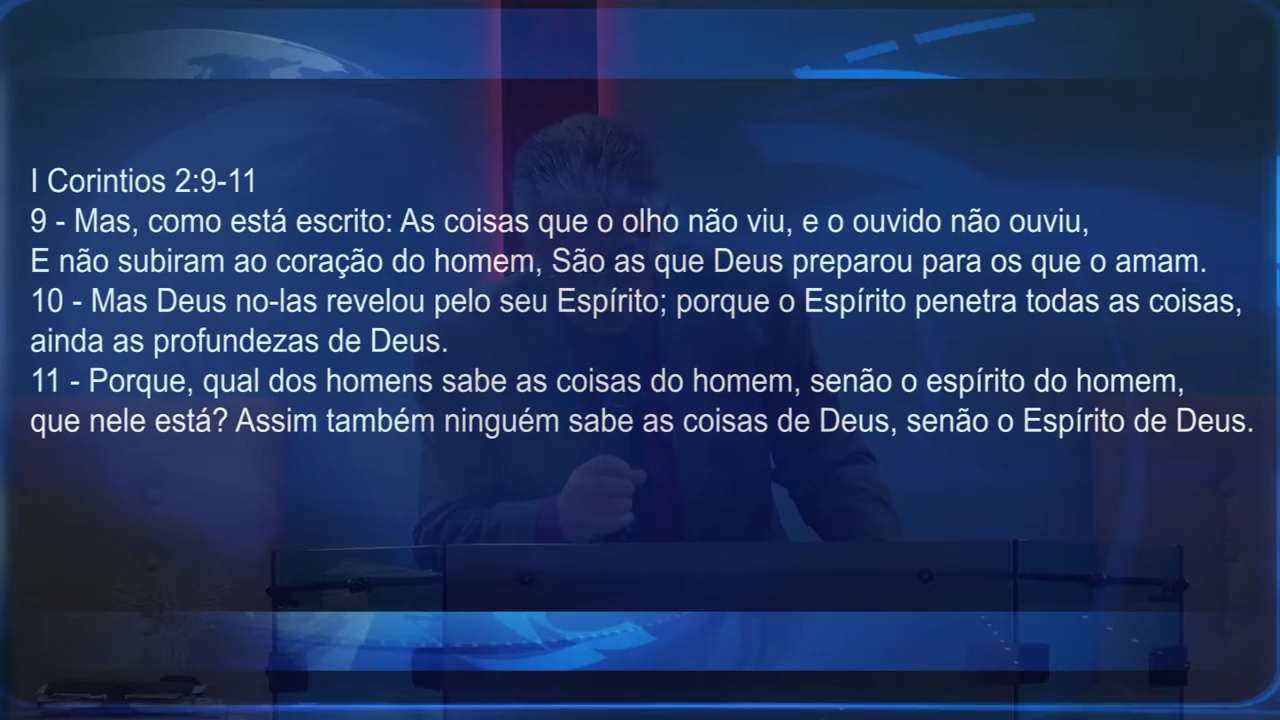 I Corintios 2:9-11
9 - Mas, como está escrito: As coisas que o olho não viu, e o ouvido não ouviu,
E não subiram ao coração do homem, São as que Deus preparou para os que o amam.
10 - Mas Deus no-las revelou pelo seu Espírito; porque o Espírito penetra todas as coisas,
ainda as profundezas de Deus.
11 - Porque, qual dos homens sabe as coisas do homem, senão o espírito do homem,
que nele está? Assim também ninguém sabe as coisas de Deus, senão o Espírito de Deus.